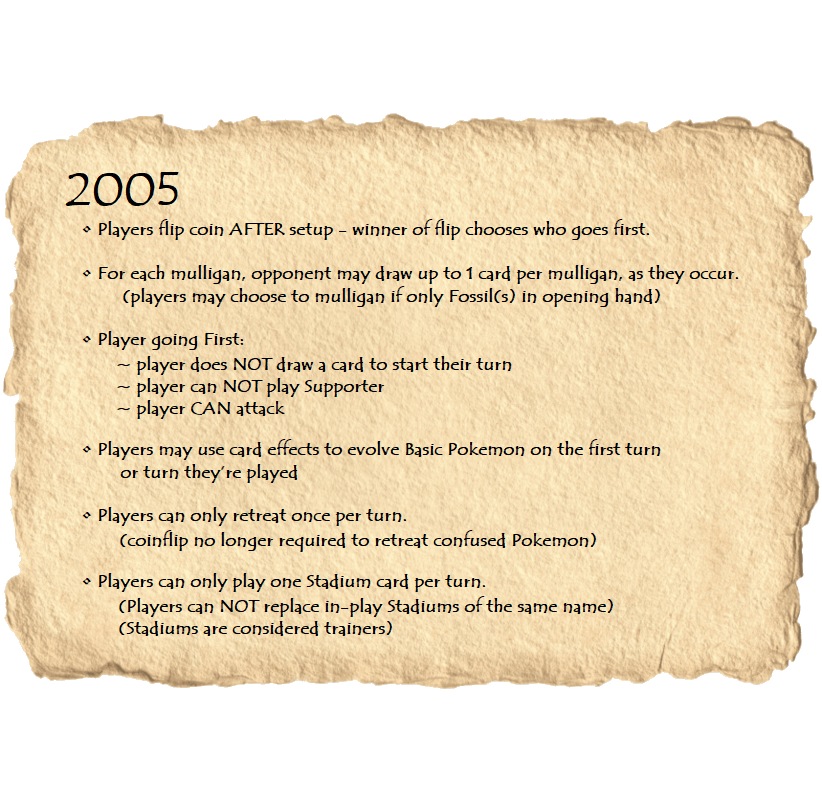 2005
⬦ Players flip coin AFTER setup - winner of flip chooses who goes first.
⬦ For each mulligan, opponent may draw up to 1 card per mulligan, as they occur.
(players may choose to mulligan if only Fossil(s) in opening hand)
⬦ Player going First:
~ player does NOT draw a card to start their turn
~ player can NOT play Supporter
~ player CAN attack
⬦ Players may use card effects to evolve Basic Pokemon on the first turn
or turn they're played
⬦ Players can only retreat once per turn.
(coinflip no longer required to retreat confused Pokemon)
⬦ Players can only play one Stadium card per turn.
(Players can NOT replace in-play Stadiums of the same name)
(Stadiums are considered trainers)